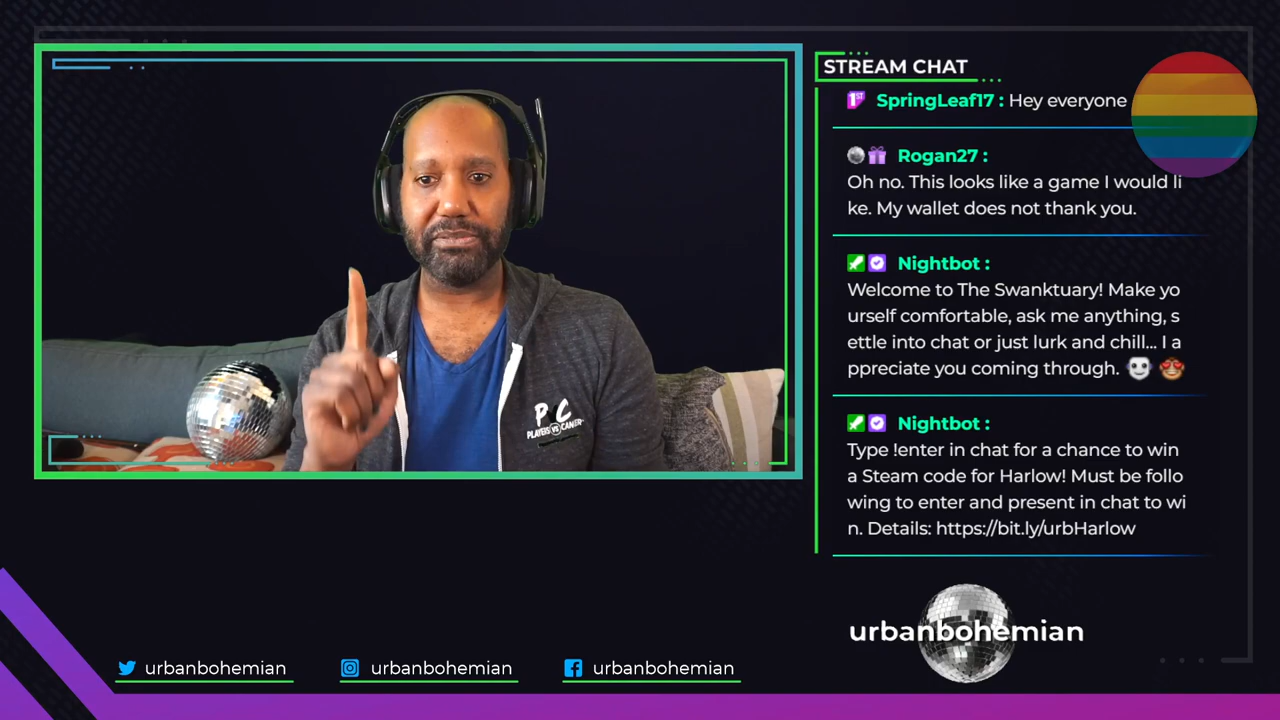 STREAM CHAT
SpringLeaf17 : Hey everyone
Rogan27 :
Oh no. This looks like a game I would li
ke. My wallet does not thank you.
Nightbot :
Welcome to The Swanktuary! Make yo
urself comfortable, ask me anything, s
ettle into chat or just lurk and chill... I a
ppreciate you coming through.
Nightbot :
Type !enter in chat for a chance to win
a Steam code for Harlow! Must be follo
wing to enter and present in chat to wi
n. Details: https://bit.ly/urbHarlow
PVC
PLAYERS VS CANCER
urbanbohemian
urbanbohemian
urbanbohemian
urbanbohemian